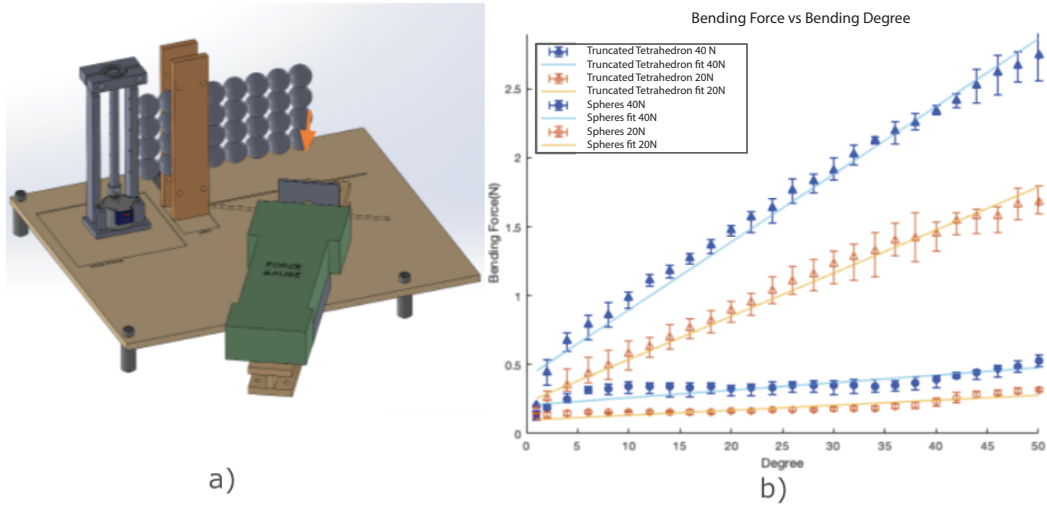 FORCE
GAUGE
a)
Bending Force vs Bending Degree
Truncated Tetrahedron 40 N
Truncated Tetrahedron fit 40N
Truncated Tetrahedron 20N
Truncated Tetrahedron fit 20N
Spheres 40N
Spheres fit 40N
Spheres 20N
Spheres fit 20N
Bending Force(N)
2.5
2
1.5
1
0.5
0
0 5 10 15 20 25 30 35 40 45 50
Degree
b)